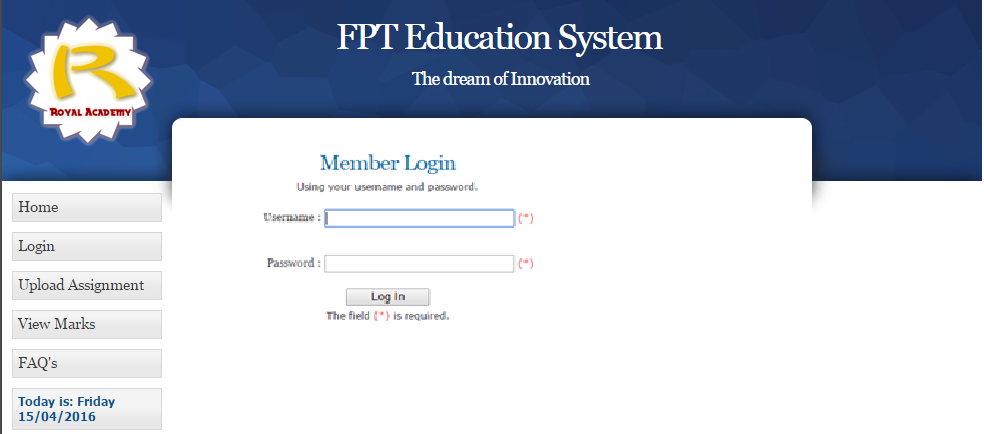 FPT Education System
The dream of Innovation
ROYAL ACADEMY
Home
Login
Upload Assignment
View Marks
FAQ's
Today is: Friday
15/04/2016
Member Login
Using your username and password.
Username : (*)
Password : (*)
Log In
The field (*) is required.